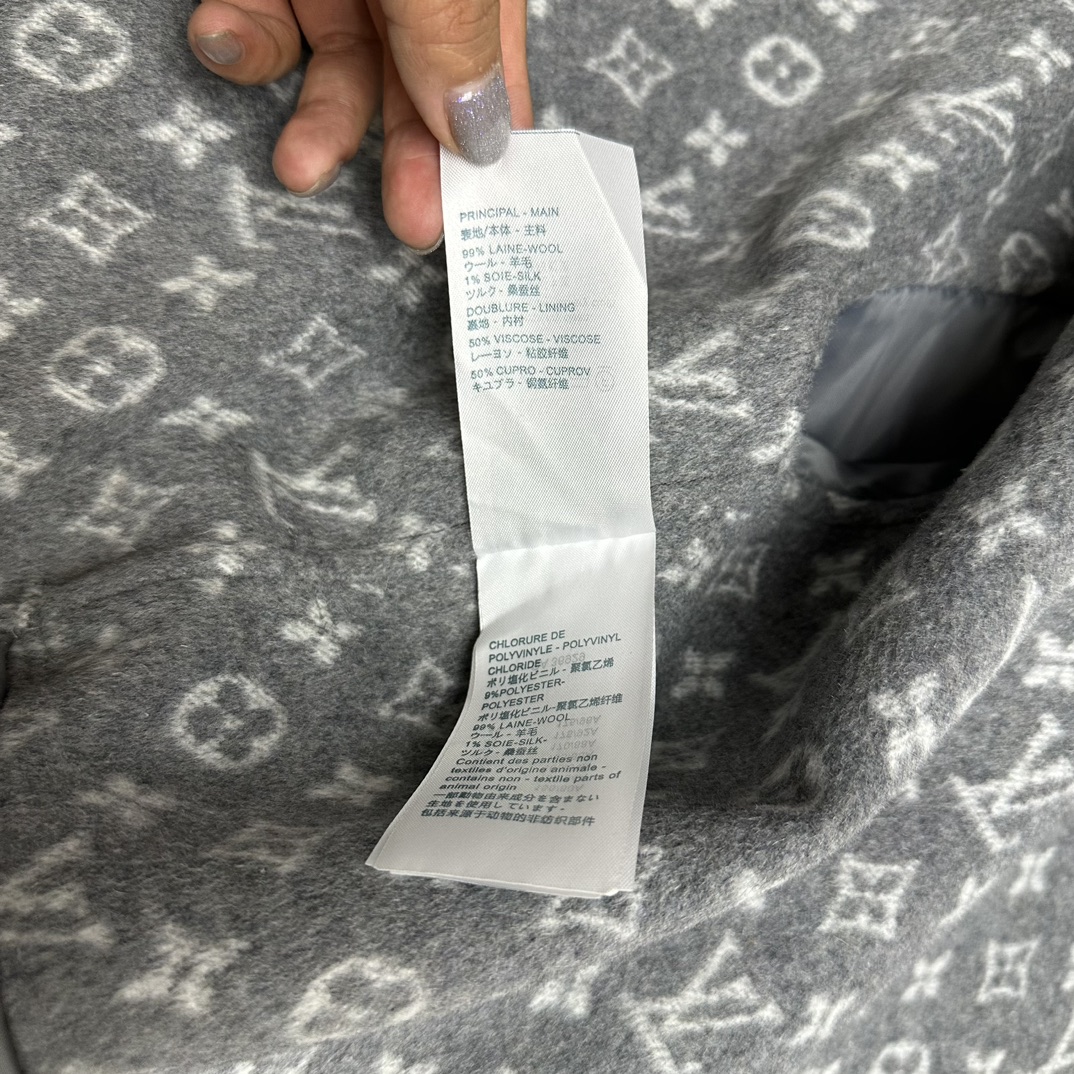 PRINCIPAL - MAIN
表地/本体 - 主料
99% LAINE-WOOL
ウール - 羊毛
1% SOIE-SILK
ツルク - 桑蚕丝
DOUBLURE - LINING
裏地 - 内衬
50% VISCOSE - VISCOSE
レーヨソ - 粘胶纤维
50% CUPRO - CUPROV
キユプラ - 铜氨纤维
CHLORURE DE
POLYVINYLE - POLYVINYL
CHLORIDE
ポリ塩化ビニル - 聚氯乙烯
9%POLYESTER-
POLYESTER
ポリ塩化ビニル-聚氯乙烯纤维
99% LAINE-WOOL
ウール - 羊毛
1% SOIE-SILK-
ツルク - 桑蚕丝
Contient des parties non
textiles d'origine animale -
contains non - textile parts of
animal origin
一部動物由来成分を含まない
生地を使用しています-
包括来源于动物的非纺织部件